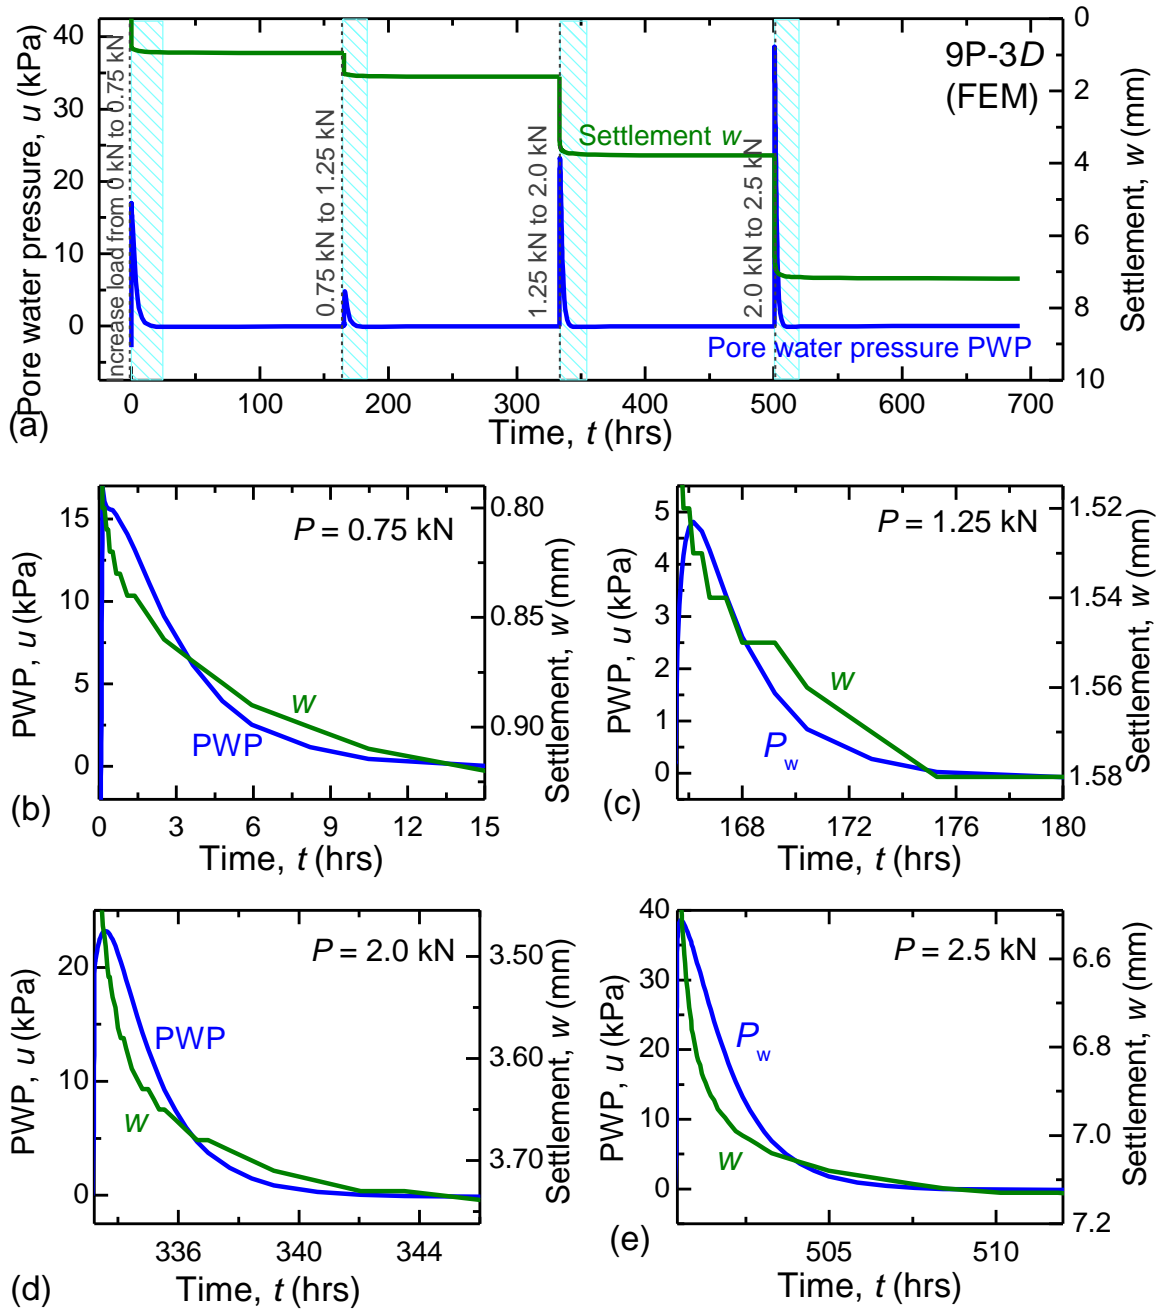 Pore water pressure, u (kPa)
40
35
30
25
20
15
10
5
0
-5
0
2
4
6
8
10
Settlement, w (mm)
9P-3D
(FEM)
Increase load from 0 kN to 0.75 kN
0.75 kN to 1.25 kN
1.25 kN to 2.0 kN
2.0 kN to 2.5 kN
Settlement w
Pore water pressure PWP
0 100 200 300 400 500 600 700
Time, t (hrs)
(a)
PWP, u (kPa)
15
10
5
0
P = 0.75 kN
w
PWP
0.80
0.85
0.90
Settlement, w (mm)
0 3 6 9 12 15
Time, t (hrs)
(b)
PWP, u (kPa)
5
4
3
2
1
0
P = 1.25 kN
w
Pw
1.52
1.54
1.56
1.58
Settlement, w (mm)
168 172 176 180
Time, t (hrs)
(c)
PWP, u (kPa)
20
10
0
P = 2.0 kN
PWP
w
3.50
3.60
3.70
Settlement, w (mm)
336 340 344
Time, t (hrs)
(d)
PWP, u (kPa)
40
30
20
10
0
P = 2.5 kN
Pw
w
6.6
6.8
7.0
7.2
Settlement, w (mm)
505 510
Time, t (hrs)
(e)